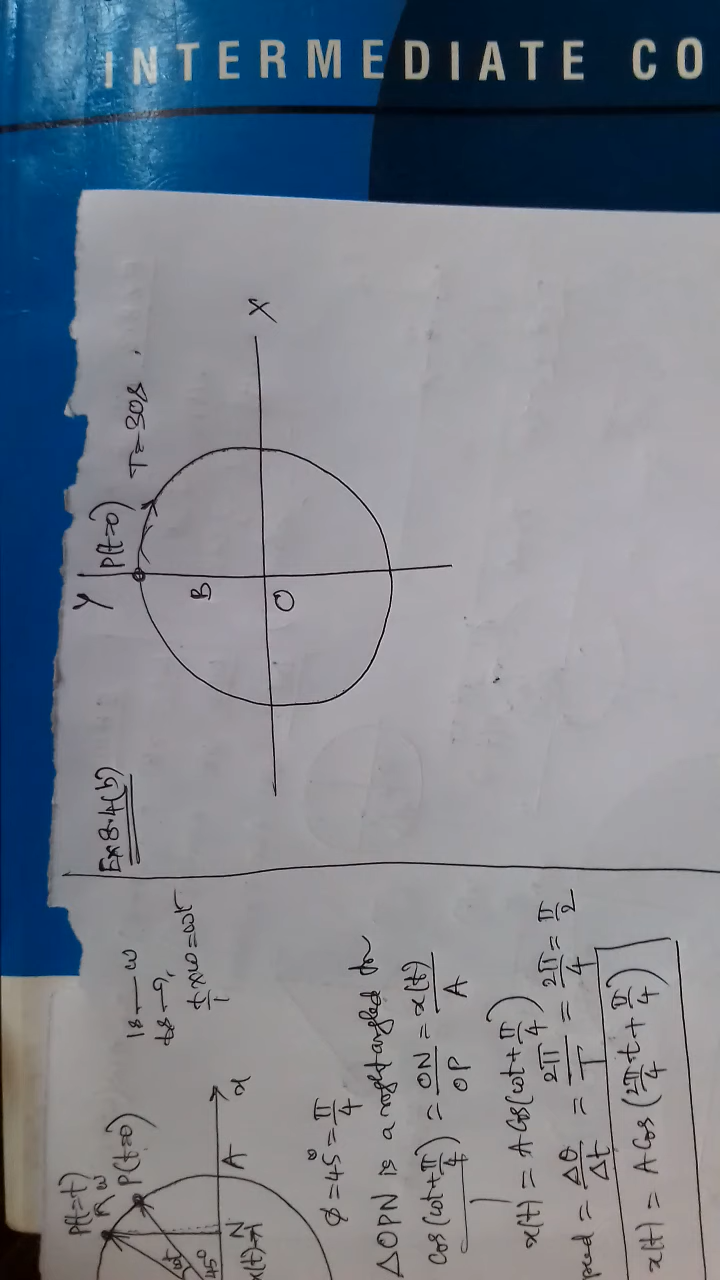 INTERMEDIATE CO
1s — ω
ts — ?
t/1 × ω = ωt
P(t=t)
ω
P(t=0)
ωt
45°
N
A
x
x(t)
ϕ = 45° = π/4
△OPN is a right angled
cos(ωt + π/4) = ON/OP = x(t)/A
x(t) = A cos(ωt + π/4)
= Δθ/Δt = 2π/T = 2π/4 = π/2
x(t) = A cos(2π/4 t + π/4)
Ex 8.4(b)
Y
P(t=0)
T = 30s.
B
O
X